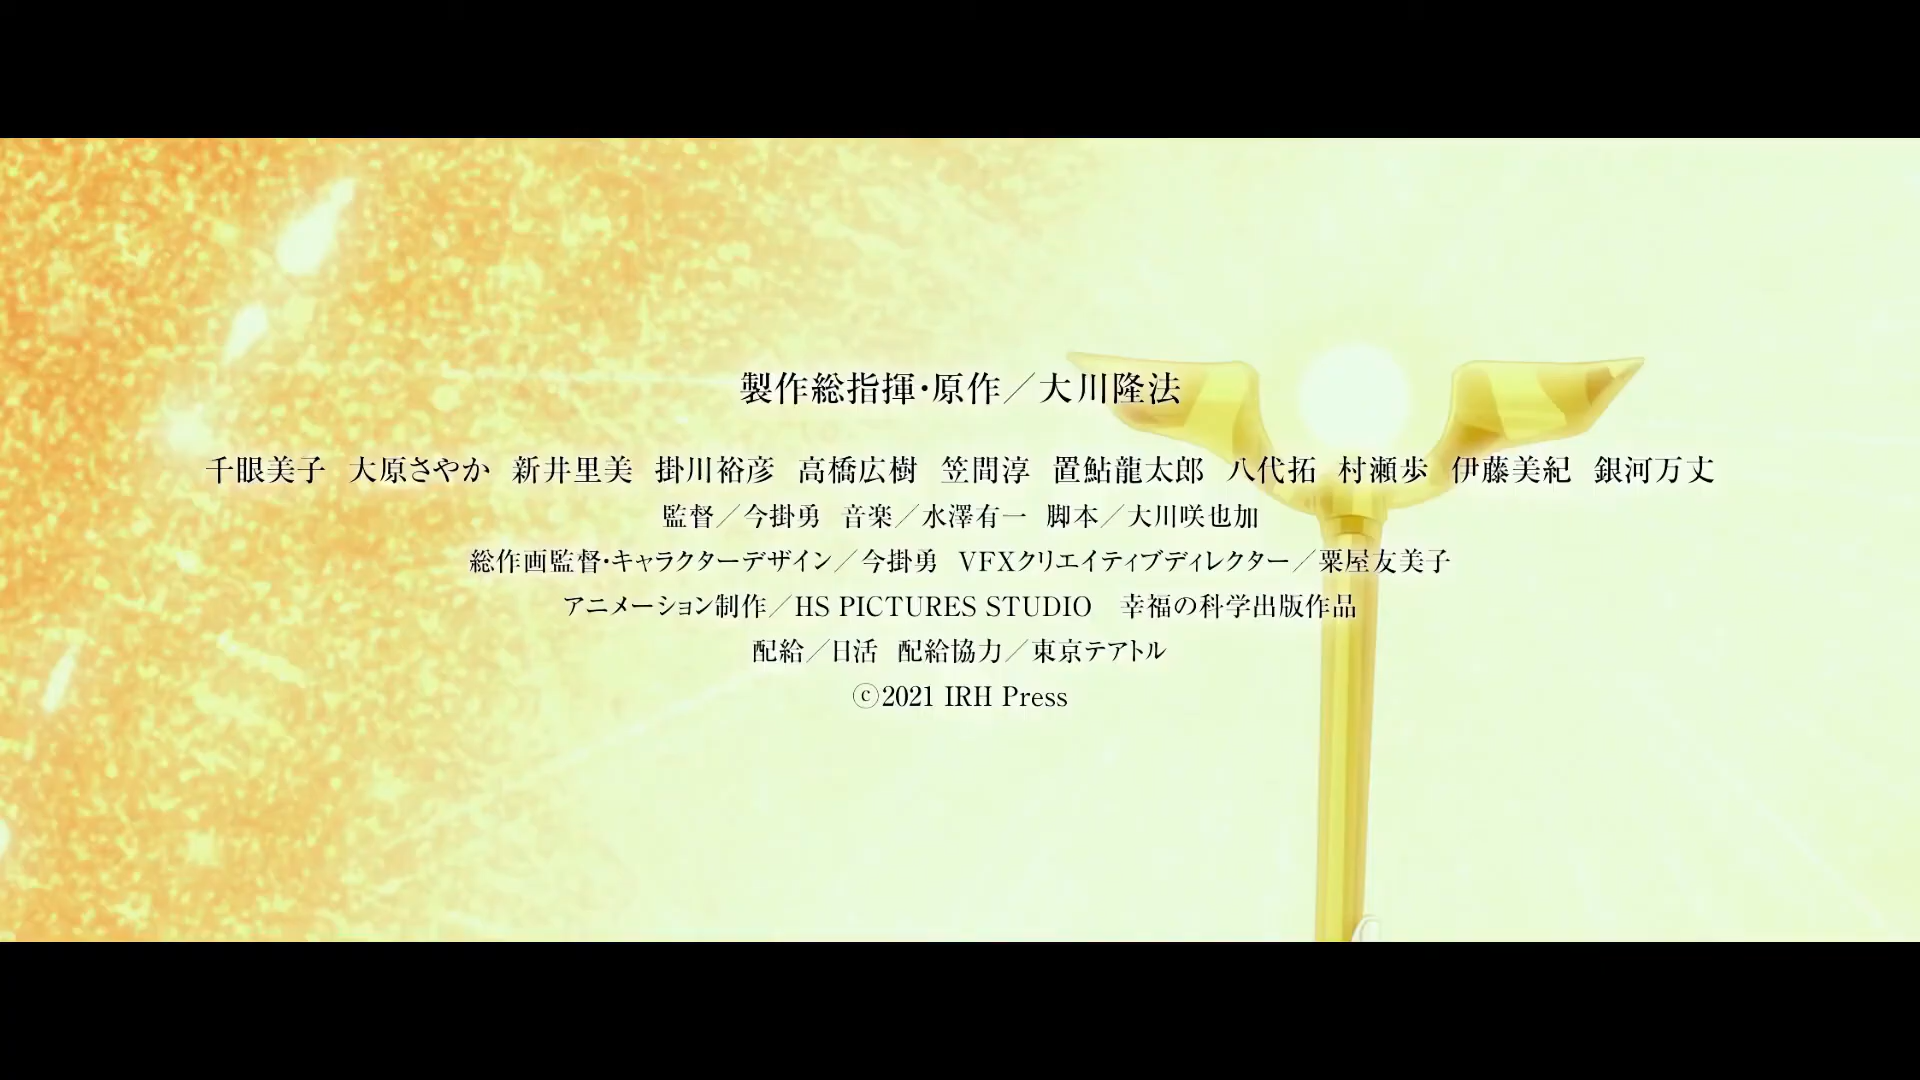 製作総指揮・原作／大川隆法
千眼美子 大原さやか 新井里美 掛川裕彦 高橋広樹 笠間淳 置鮎龍太郎 八代拓 村瀬歩 伊藤美紀 銀河万丈
監督／今掛勇 音楽／水澤有一 脚本／大川咲也加
総作画監督・キャラクターデザイン／今掛勇 VFXクリエイティブディレクター／粟屋友美子
アニメーション制作／HS PICTURES STUDIO 幸福の科学出版作品
配給／日活 配給協力／東京テアトル
ⓒ2021 IRH Press